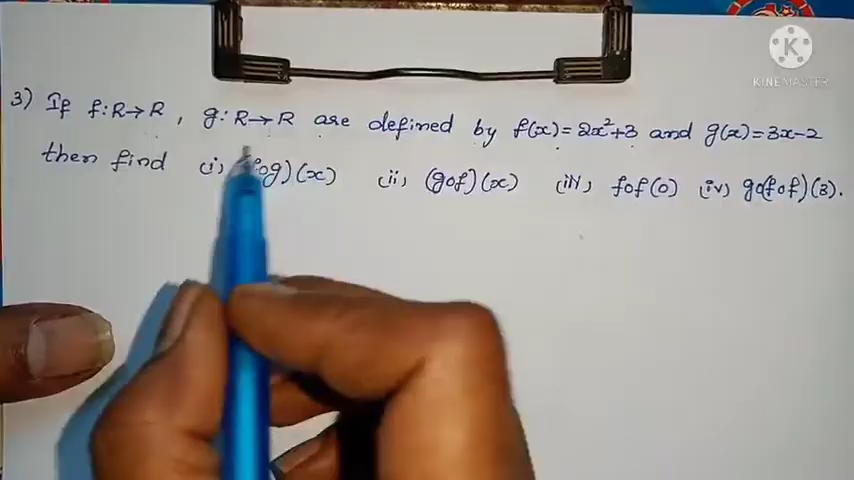 3) If f:R→R, g:R→R are defined by f(x)=2x²+3 and g(x)=3x-2
then find (i) (fog)(x) (ii) (gof)(x) (iii) fof(0) (iv) go(fof)(3).
KINEMASTER